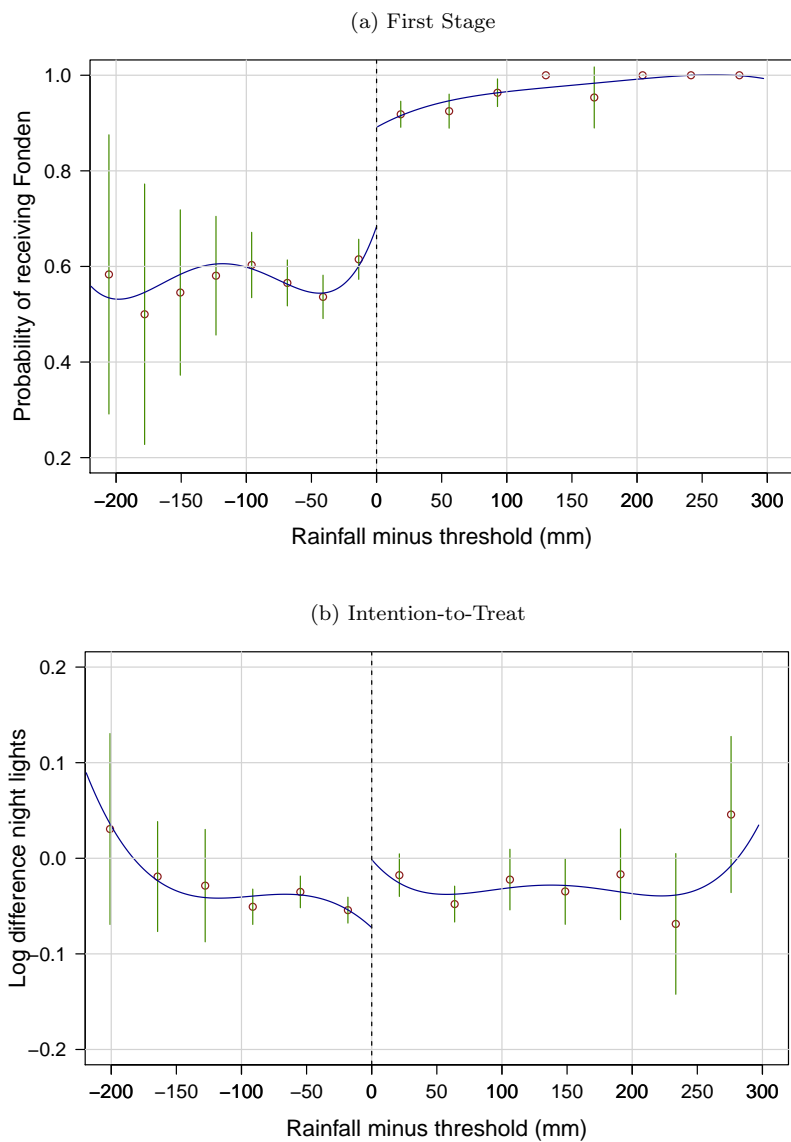 (a) First Stage
1.0
0.8
0.6
0.4
0.2
Probability of receiving Fonden
−200 −150 −100 −50 0 50 100 150 200 250 300
Rainfall minus threshold (mm)
(b) Intention-to-Treat
0.2
0.1
0.0
−0.1
−0.2
Log difference night lights
−200 −150 −100 −50 0 50 100 150 200 250 300
Rainfall minus threshold (mm)